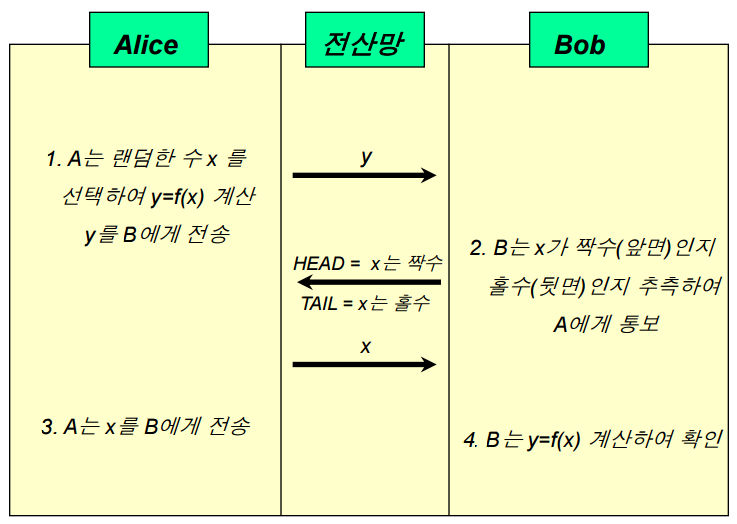 Alice
전산망
Bob
1. A는 랜덤한 수 x 를
선택하여 y=f(x) 계산
y를 B에게 전송
y
2. B는 x가 짝수(앞면)인지
홀수(뒷면)인지 추측하여
A에게 통보
HEAD = x는 짝수
TAIL = x는 홀수
x
3. A는 x를 B에게 전송
4. B는 y=f(x) 계산하여 확인